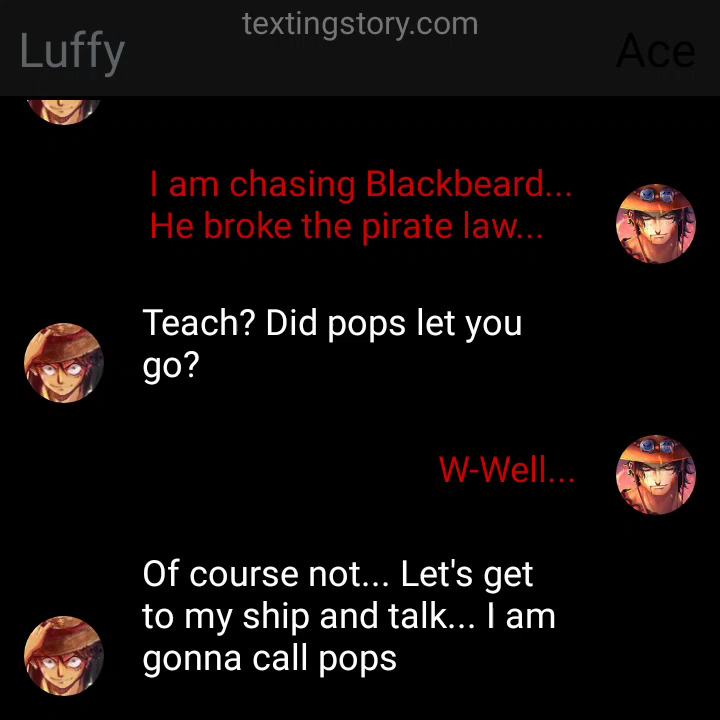 textingstory.com
Luffy
Ace
I am chasing Blackbeard...
He broke the pirate law...
Teach? Did pops let you
go?
W-Well...
Of course not... Let's get
to my ship and talk... I am
gonna call pops